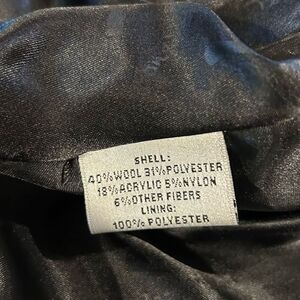 SHELL:
40%WOOL 31%POLYESTER
18%ACRYLIC 5%NYLON
6%OTHER FIBERS
LINING:
100% POLYESTER